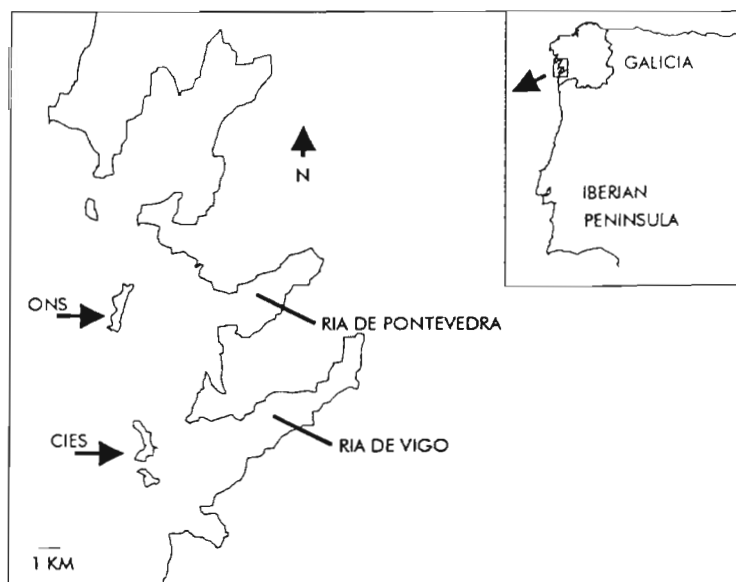 GALICIA
N
IBERIAN
PENINSULA
ONS
RIA DE PONTEVEDRA
CIES
RIA DE VIGO
1 KM